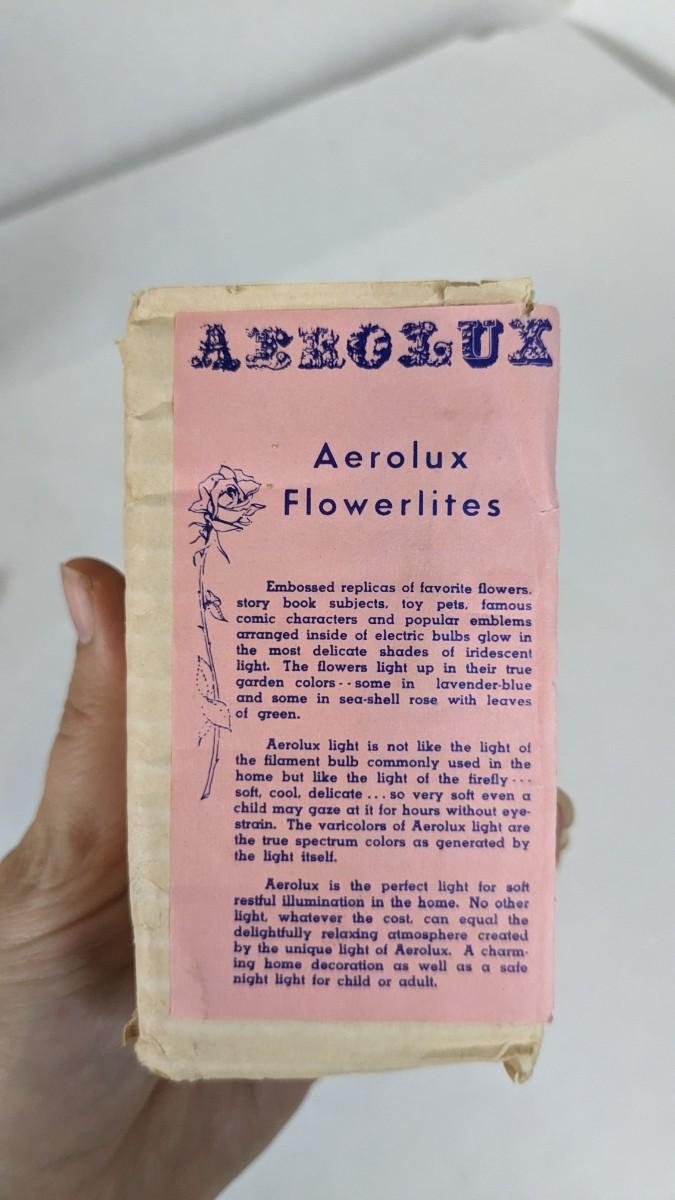 AEROLUX
Aerolux
Flowerlites
Embossed replicas of favorite flowers,
story book subjects, toy pets, famous
comic characters and popular emblems
arranged inside of electric bulbs glow in
the most delicate shades of iridescent
light. The flowers light up in their true
garden colors--some in lavender-blue
and some in sea-shell rose with leaves
of green.
Aerolux light is not like the light of
the filament bulb commonly used in the
home but like the light of the firefly---
soft, cool, delicate...so very soft even a
child may gaze at it for hours without eye-
strain. The varicolors of Aerolux light are
the true spectrum colors as generated by
the light itself.
Aerolux is the perfect light for soft
restful illumination in the home. No other
light, whatever the cost, can equal the
delightfully relaxing atmosphere created
by the unique light of Aerolux. A charm-
ing home decoration as well as a safe
night light for child or adult.